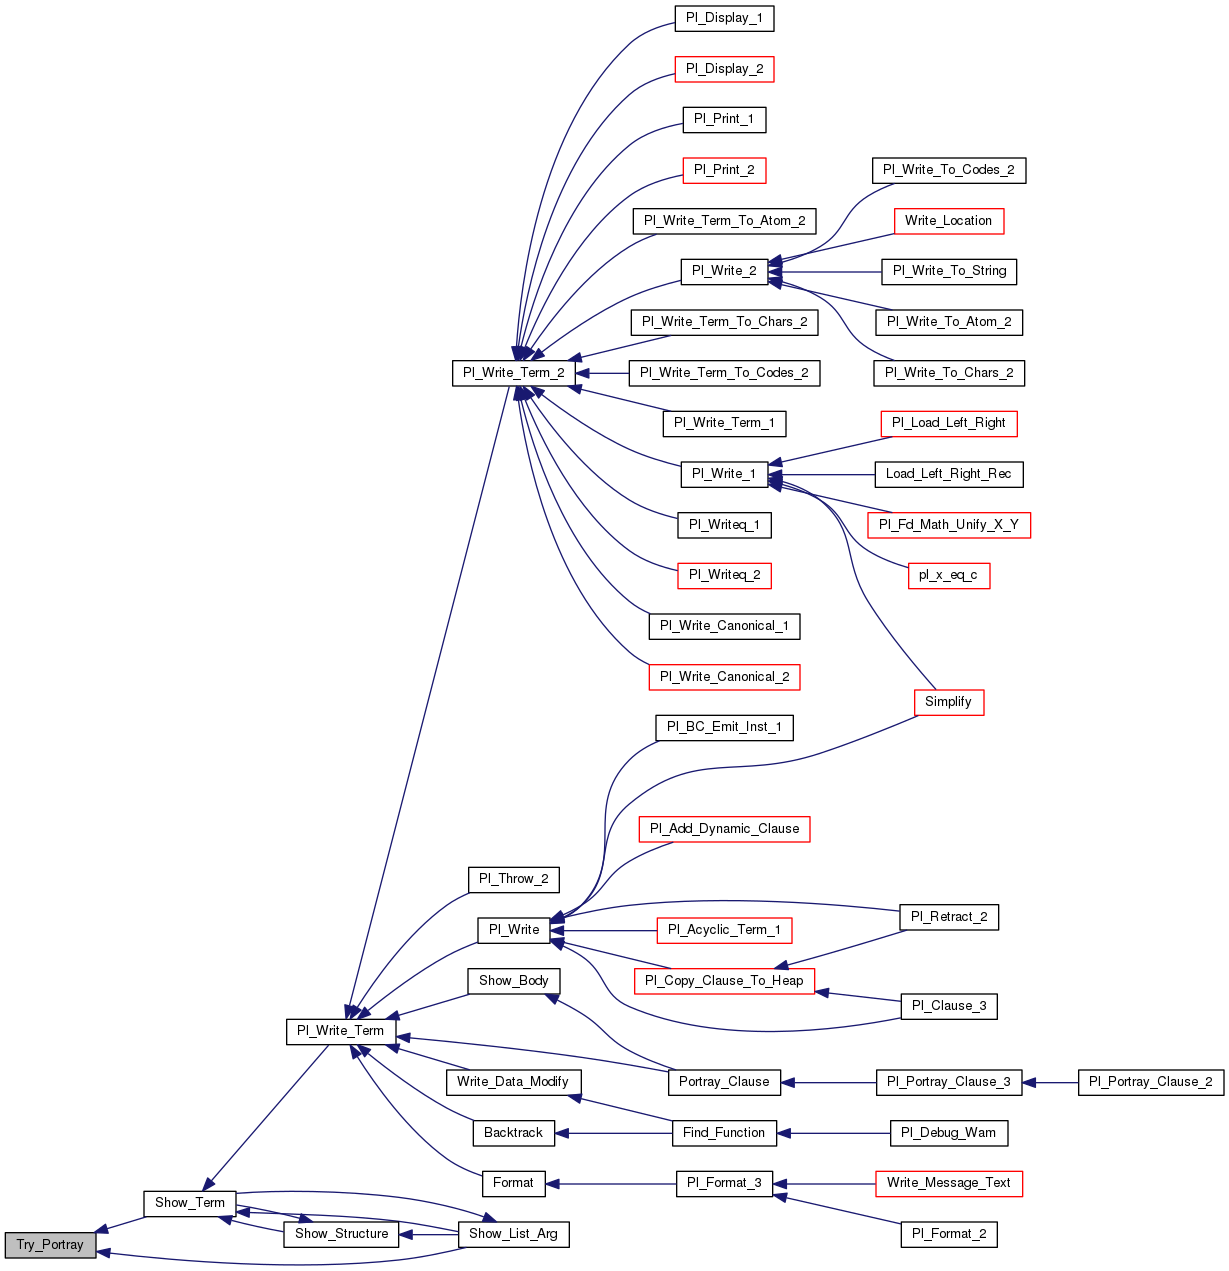 Pl_Display_1
Pl_Display_2
Pl_Print_1
Pl_Print_2
Pl_Write_To_Codes_2
Pl_Write_Term_To_Atom_2
Write_Location
Pl_Write_2
Pl_Write_To_String
Pl_Write_Term_To_Chars_2
Pl_Write_To_Atom_2
Pl_Write_Term_2
Pl_Write_Term_To_Codes_2
Pl_Write_To_Chars_2
Pl_Write_Term_1
Pl_Load_Left_Right
Pl_Write_1
Load_Left_Right_Rec
Pl_Writeq_1
Pl_Fd_Math_Unify_X_Y
Pl_Writeq_2
pl_x_eq_c
Pl_Write_Canonical_1
Pl_Write_Canonical_2
Simplify
Pl_BC_Emit_Inst_1
Pl_Add_Dynamic_Clause
Pl_Throw_2
Pl_Retract_2
Pl_Write
Pl_Acyclic_Term_1
Show_Body
Pl_Copy_Clause_To_Heap
Pl_Clause_3
Pl_Write_Term
Write_Data_Modify
Portray_Clause
Pl_Portray_Clause_3
Pl_Portray_Clause_2
Backtrack
Find_Function
Pl_Debug_Wam
Format
Pl_Format_3
Write_Message_Text
Show_Term
Show_Structure
Show_List_Arg
Pl_Format_2
Try_Portray